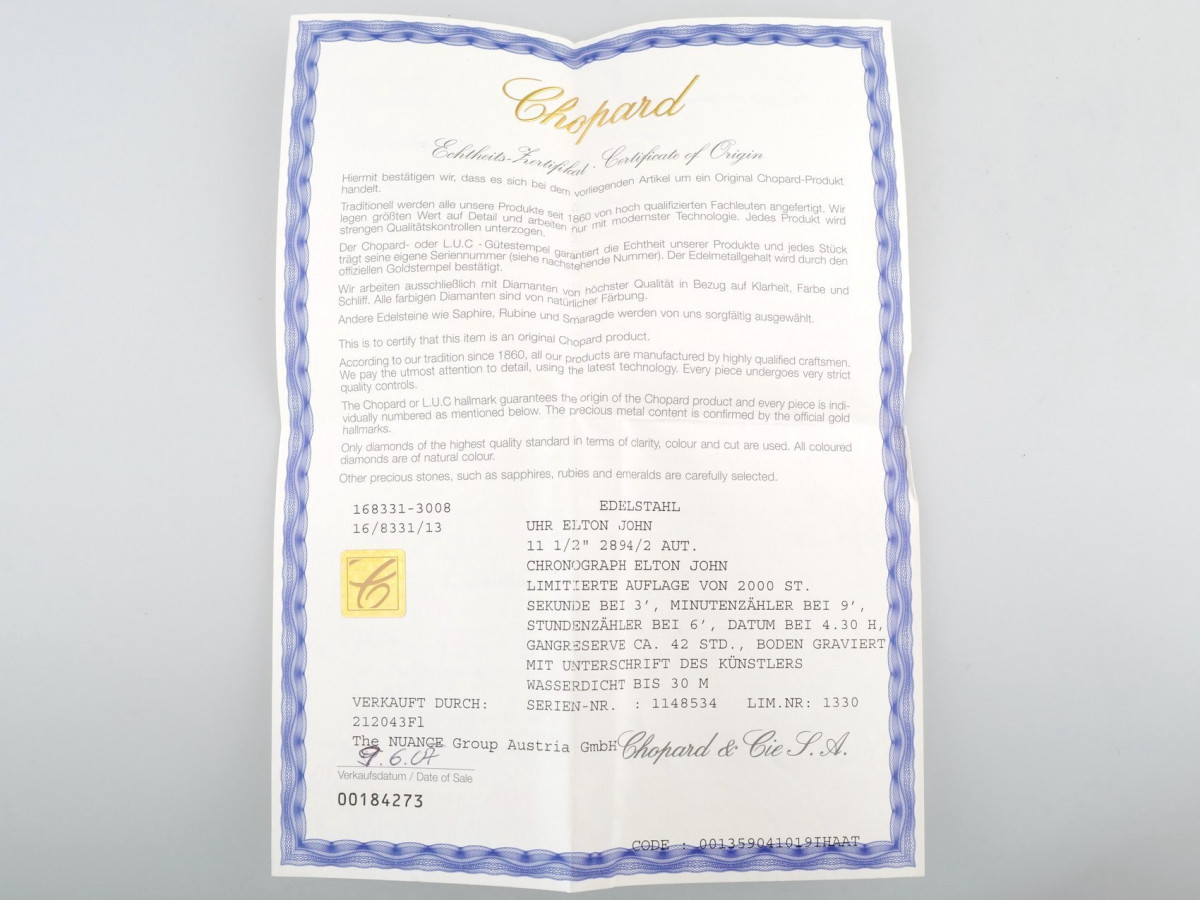 Chopard
Echtheits-Zertifikat · Certificate of Origin
Hiermit bestätigen wir, dass es sich bei dem vorliegenden Artikel um ein Original Chopard-Produkt
handelt.
Traditionell werden alle unsere Produkte seit 1860 von hoch qualifizierten Fachleuten angefertigt. Wir
legen größten Wert auf Detail und arbeiten nur mit modernster Technologie. Jedes Produkt wird
strengen Qualitätskontrollen unterzogen.
Der Chopard- oder L.U.C -Gütestempel garantiert die Echtheit unserer Produkte und jedes Stück
trägt seine eigene Seriennummer (siehe nachstehende Nummer). Der Edelmetallgehalt wird durch den
offiziellen Goldstempel bestätigt.
Wir arbeiten ausschließlich mit Diamanten von höchster Qualität in Bezug auf Klarheit, Farbe und
Schliff. Alle farbigen Diamanten sind von natürlicher Färbung.
Andere Edelsteine wie Saphire, Rubine und Smaragde werden von uns sorgfältig ausgewählt.
This is to certify that this item is an original Chopard product.
According to our tradition since 1860, all our products are manufactured by highly qualified craftsmen.
We pay the utmost attention to detail, using the latest technology. Every piece undergoes very strict
quality controls.
The Chopard or L.U.C hallmark guarantees the origin of the Chopard product and every piece is indi-
vidually numbered as mentioned below. The precious metal content is confirmed by the official gold
hallmarks.
Only diamonds of the highest quality standard in terms of clarity, colour and cut are used. All coloured
diamonds are of natural colour.
Other precious stones, such as sapphires, rubies and emeralds are carefully selected.
168331-3008 EDELSTAHL
16/8331/13 UHR ELTON JOHN
11 1/2" 2894/2 AUT.
CHRONOGRAPH ELTON JOHN
LIMITIERTE AUFLAGE VON 2000 ST.
SEKUNDE BEI 3', MINUTENZÄHLER BEI 9',
STUNDENZÄHLER BEI 6', DATUM BEI 4.30 H,
GANGRESERVE CA. 42 STD., BODEN GRAVIERT
MIT UNTERSCHRIFT DES KÜNSTLERS
WASSERDICHT BIS 30 M
VERKAUFT DURCH: SERIEN-NR. : 1148534 LIM.NR: 1330
212043Fl
The NUANCE Group Austria GmbH Chopard & Cie S.A.
9.6.07
Verkaufsdatum / Date of Sale
00184273
CODE : 001359041019IHAAT